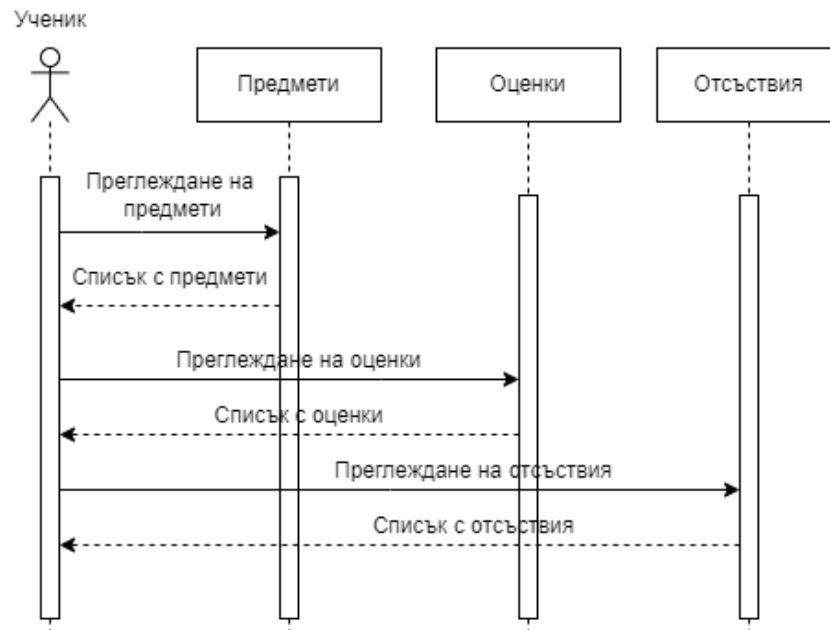 Ученик
Предмети
Оценки
Отсъствия
Преглеждане на
предмети
Списък с предмети
Преглеждане на оценки
Списък с оценки
Преглеждане на отсъствия
Списък с отсъствия